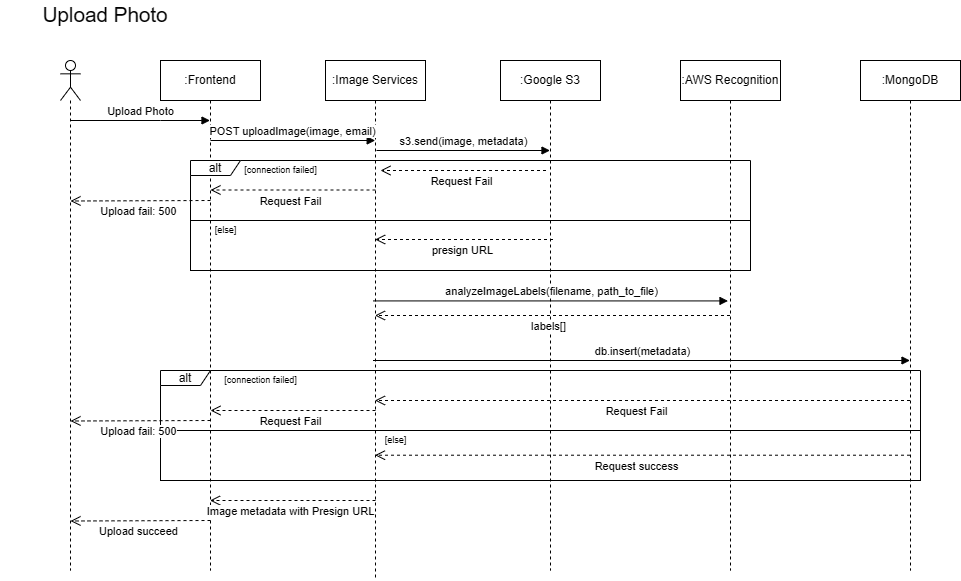 Upload Photo
:Frontend
:Image Services
:Google S3
:AWS Recognition
:MongoDB
Upload Photo
POST uploadImage(image, email)
s3.send(image, metadata)
alt
[connection failed]
Request Fail
Request Fail
Upload fail: 500
[else]
presign URL
analyzeImageLabels(filename, path_to_file)
labels[]
db.insert(metadata)
alt
[connection failed]
Request Fail
Request Fail
Upload fail: 500
[else]
Request success
Image metadata with Presign URL
Upload succeed